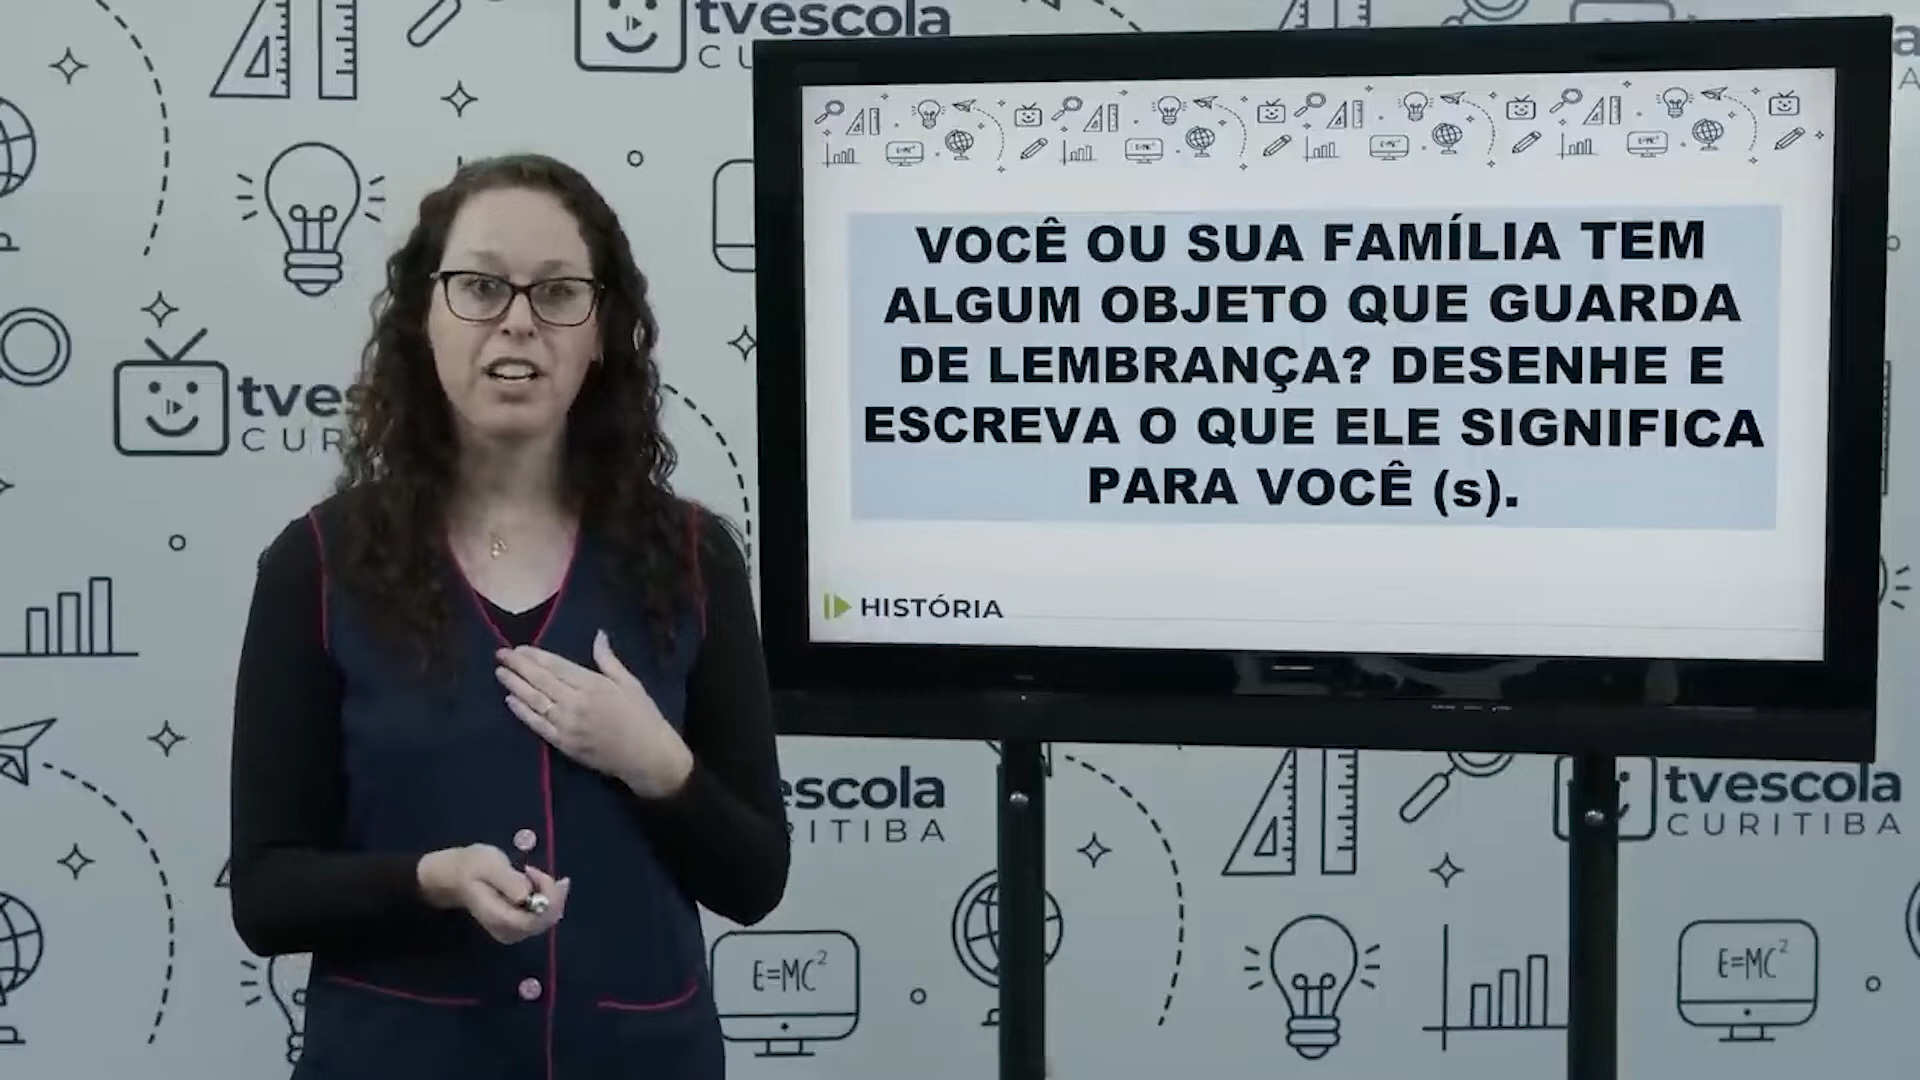 tvescola
VOCÊ OU SUA FAMÍLIA TEM
ALGUM OBJETO QUE GUARDA
DE LEMBRANÇA? DESENHE E
ESCREVA O QUE ELE SIGNIFICA
PARA VOCÊ (s).
HISTÓRIA
tvescola
CURITIBA
E=MC²
E=MC²